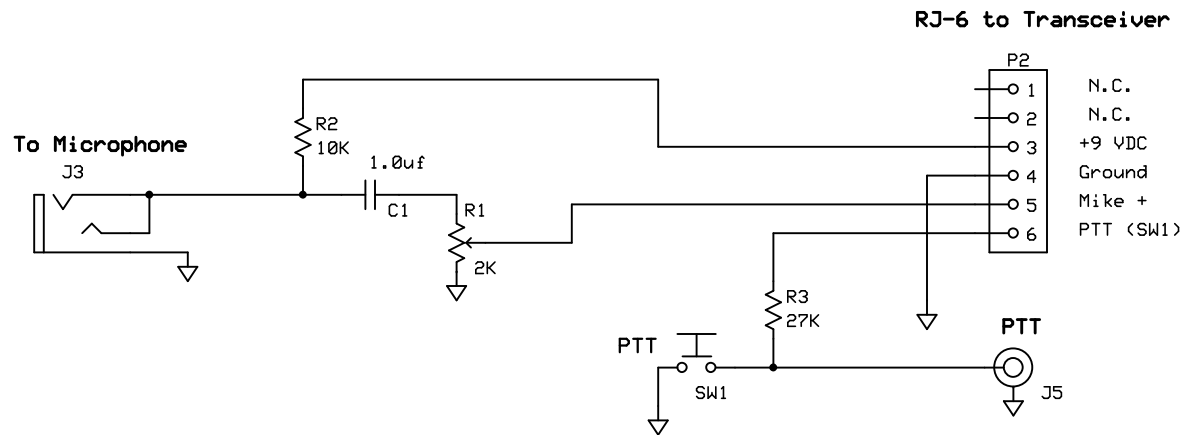 RJ-6 to Transceiver
P2
1 N.C.
2 N.C.
3 +9 VDC
4 Ground
5 Mike +
6 PTT (SW1)
To Microphone
J3
R2
10K
1.0uf
C1
R1
2K
R3
27K
PTT
SW1
PTT
J5